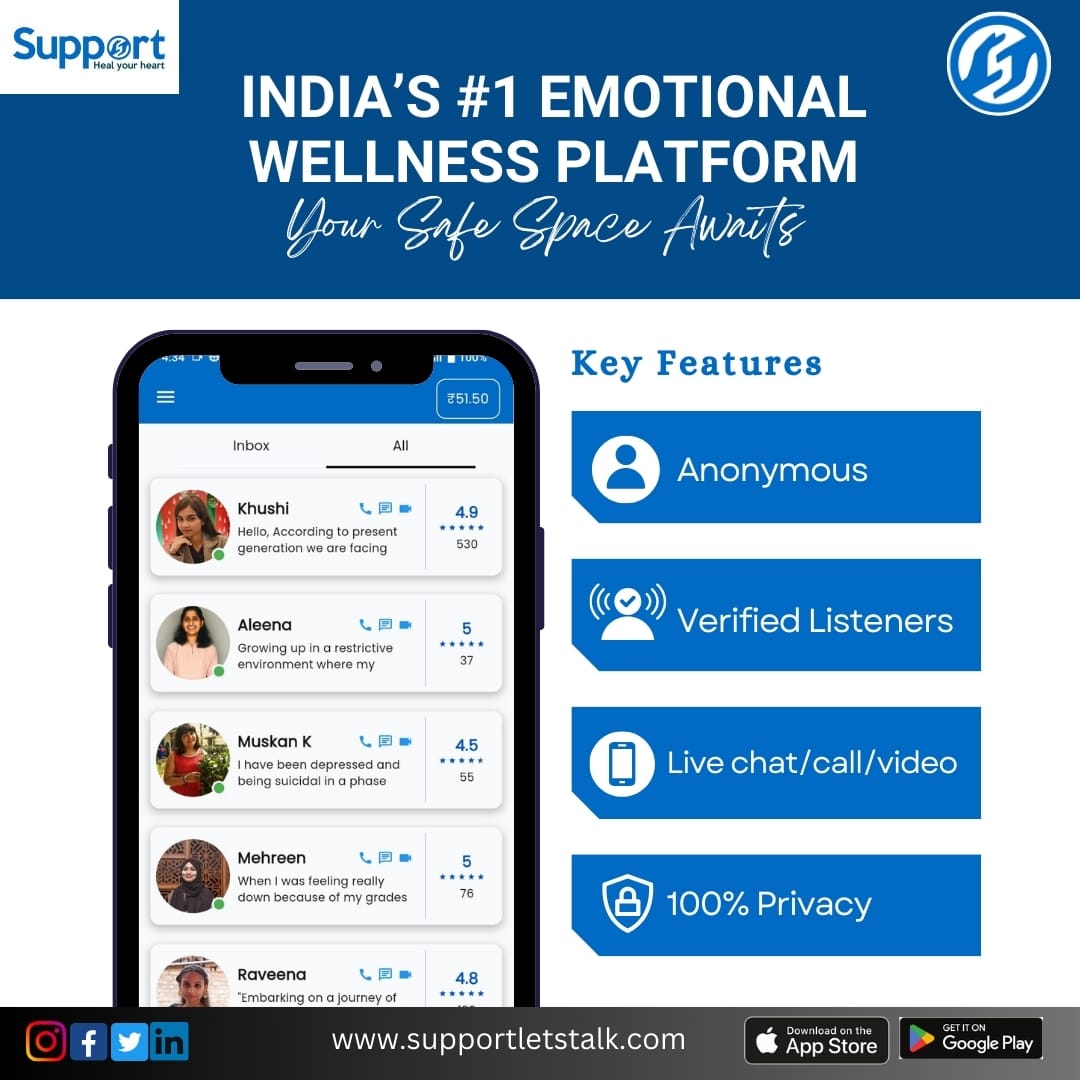 Support
Heal your heart
INDIA'S #1 EMOTIONAL
WELLNESS PLATFORM
Your Safe Space Awaits
4:34
100%
₹51.50
Inbox
All
Khushi
Hello, According to present
generation we are facing
4.9
530
Aleena
Growing up in a restrictive
environment where my
5
37
Muskan K
I have been depressed and
being suicidal in a phase
4.5
55
Mehreen
When I was feeling really
down because of my grades
5
76
Raveena
"Embarking on a journey of
4.8
Key Features
Anonymous
Verified Listeners
Live chat/call/video
100% Privacy
www.supportletstalk.com
Download on the
App Store
GET IT ON
Google Play